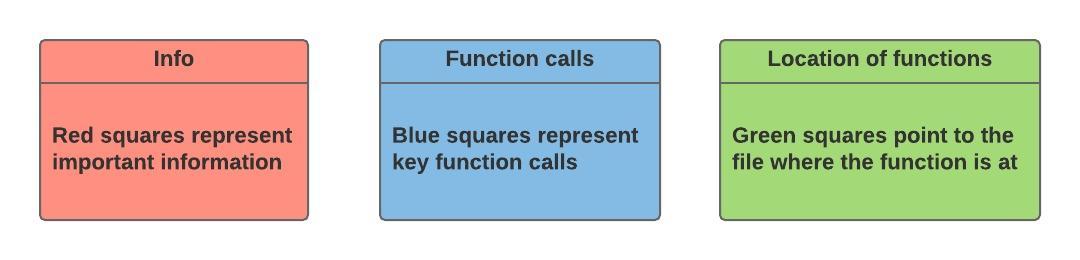 Info
Red squares represent
important information
Function calls
Blue squares represent
key function calls
Location of functions
Green squares point to the
file where the function is at